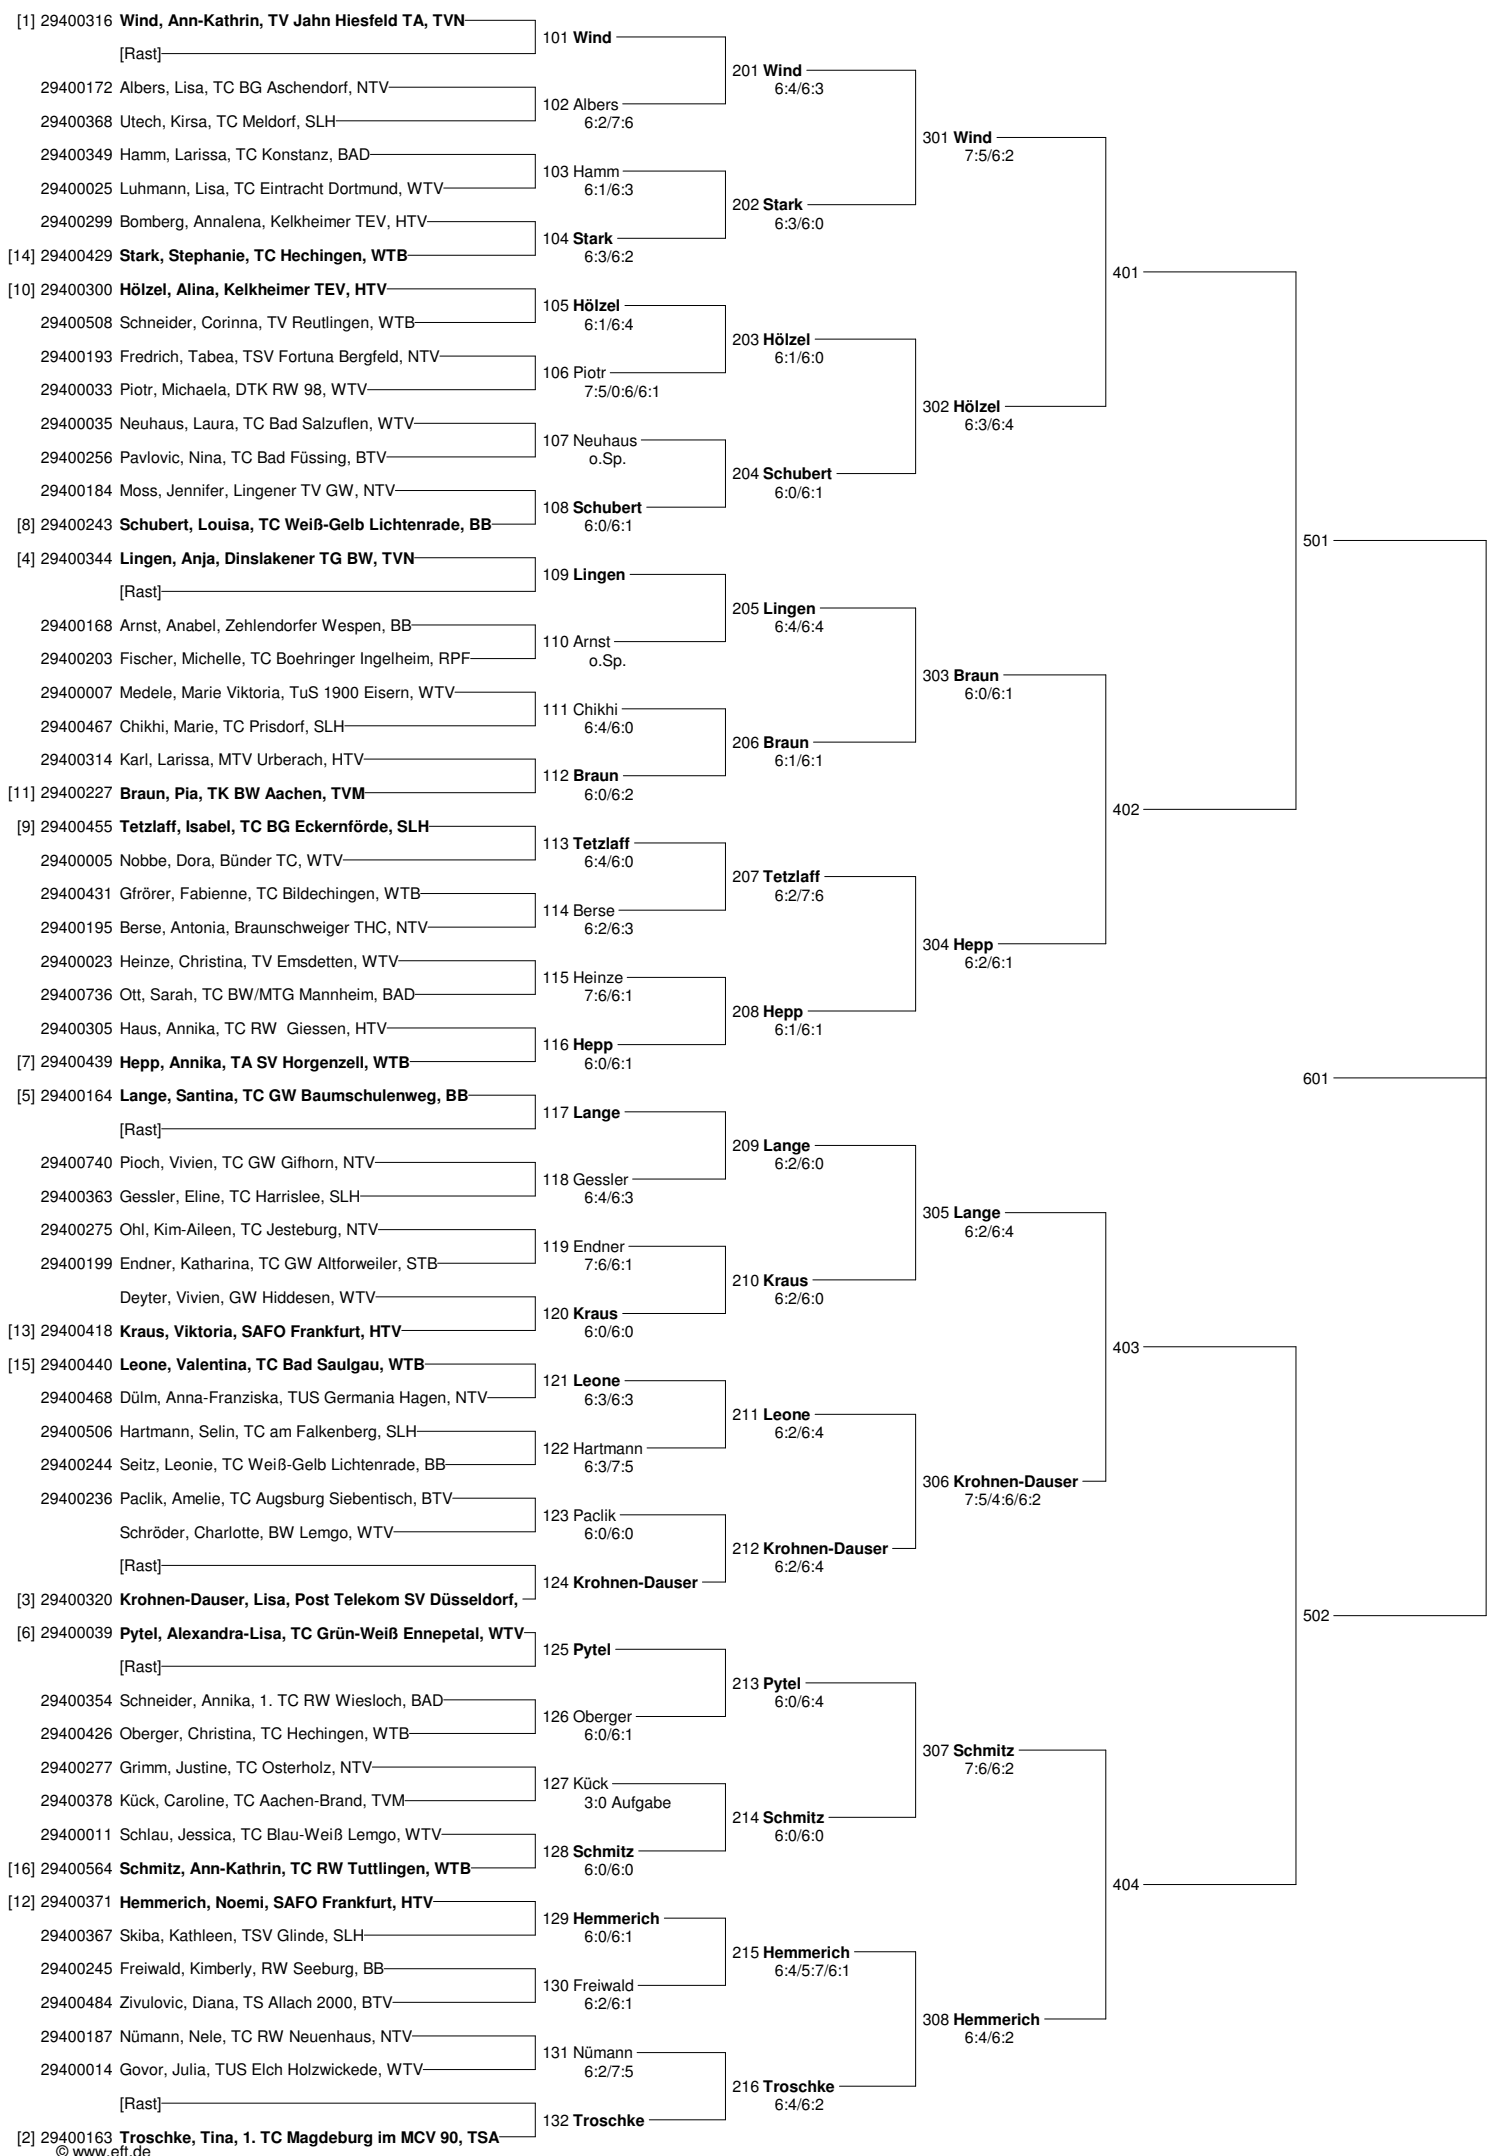 [1] 29400316 Wind, Ann-Kathrin, TV Jahn Hiesfeld TA, TVN
101 Wind
[Rast]
201 Wind
6:4/6:3
29400172 Albers, Lisa, TC BG Aschendorf, NTV
102 Albers
6:2/7:6
29400368 Utech, Kirsa, TC Meldorf, SLH
301 Wind
7:5/6:2
29400349 Hamm, Larissa, TC Konstanz, BAD
103 Hamm
6:1/6:3
29400025 Luhmann, Lisa, TC Eintracht Dortmund, WTV
202 Stark
6:3/6:0
29400299 Bomberg, Annalena, Kelkheimer TEV, HTV
104 Stark
6:3/6:2
[14] 29400429 Stark, Stephanie, TC Hechingen, WTB
401
[10] 29400300 Hölzel, Alina, Kelkheimer TEV, HTV
105 Hölzel
6:1/6:4
29400508 Schneider, Corinna, TV Reutlingen, WTB
203 Hölzel
6:1/6:0
29400193 Fredrich, Tabea, TSV Fortuna Bergfeld, NTV
106 Piotr
7:5/0:6/6:1
29400033 Piotr, Michaela, DTK RW 98, WTV
302 Hölzel
6:3/6:4
29400035 Neuhaus, Laura, TC Bad Salzuflen, WTV
107 Neuhaus
o.Sp.
29400256 Pavlovic, Nina, TC Bad Füssing, BTV
204 Schubert
6:0/6:1
29400184 Moss, Jennifer, Lingener TV GW, NTV
108 Schubert
6:0/6:1
[8] 29400243 Schubert, Louisa, TC Weiß-Gelb Lichtenrade, BB
501
[4] 29400344 Lingen, Anja, Dinslakener TG BW, TVN
109 Lingen
[Rast]
205 Lingen
6:4/6:4
29400168 Arnst, Anabel, Zehlendorfer Wespen, BB
110 Arnst
o.Sp.
29400203 Fischer, Michelle, TC Boehringer Ingelheim, RPF
303 Braun
6:0/6:1
29400007 Medele, Marie Viktoria, TuS 1900 Eisern, WTV
111 Chikhi
6:4/6:0
29400467 Chikhi, Marie, TC Prisdorf, SLH
206 Braun
6:1/6:1
29400314 Karl, Larissa, MTV Urberach, HTV
112 Braun
6:0/6:2
[11] 29400227 Braun, Pia, TK BW Aachen, TVM
402
[9] 29400455 Tetzlaff, Isabel, TC BG Eckernförde, SLH
113 Tetzlaff
6:4/6:0
29400005 Nobbe, Dora, Bünder TC, WTV
207 Tetzlaff
6:2/7:6
29400431 Gfrörer, Fabienne, TC Bildechingen, WTB
114 Berse
6:2/6:3
29400195 Berse, Antonia, Braunschweiger THC, NTV
304 Hepp
6:2/6:1
29400023 Heinze, Christina, TV Emsdetten, WTV
115 Heinze
7:6/6:1
29400736 Ott, Sarah, TC BW/MTG Mannheim, BAD
208 Hepp
6:1/6:1
29400305 Haus, Annika, TC RW Giessen, HTV
116 Hepp
6:0/6:1
[7] 29400439 Hepp, Annika, TA SV Horgenzell, WTB
601
[5] 29400164 Lange, Santina, TC GW Baumschulenweg, BB
117 Lange
[Rast]
209 Lange
6:2/6:0
29400740 Pioch, Vivien, TC GW Gifhorn, NTV
118 Gessler
6:4/6:3
29400363 Gessler, Eline, TC Harrislee, SLH
305 Lange
6:2/6:4
29400275 Ohl, Kim-Aileen, TC Jesteburg, NTV
119 Endner
7:6/6:1
29400199 Endner, Katharina, TC GW Altforweiler, STB
210 Kraus
6:2/6:0
Deyter, Vivien, GW Hiddesen, WTV
120 Kraus
6:0/6:0
[13] 29400418 Kraus, Viktoria, SAFO Frankfurt, HTV
403
[15] 29400440 Leone, Valentina, TC Bad Saulgau, WTB
121 Leone
6:3/6:3
29400468 Dülm, Anna-Franziska, TUS Germania Hagen, NTV
211 Leone
6:2/6:4
29400506 Hartmann, Selin, TC am Falkenberg, SLH
122 Hartmann
6:3/7:5
29400244 Seitz, Leonie, TC Weiß-Gelb Lichtenrade, BB
306 Krohnen-Dauser
7:5/4:6/6:2
29400236 Paclik, Amelie, TC Augsburg Siebentisch, BTV
123 Paclik
6:0/6:0
Schröder, Charlotte, BW Lemgo, WTV
212 Krohnen-Dauser
6:2/6:4
[Rast]
124 Krohnen-Dauser
[3] 29400320 Krohnen-Dauser, Lisa, Post Telekom SV Düsseldorf,
502
[6] 29400039 Pytel, Alexandra-Lisa, TC Grün-Weiß Ennepetal, WTV
125 Pytel
[Rast]
213 Pytel
6:0/6:4
29400354 Schneider, Annika, 1. TC RW Wiesloch, BAD
126 Oberger
6:0/6:1
29400426 Oberger, Christina, TC Hechingen, WTB
307 Schmitz
7:6/6:2
29400277 Grimm, Justine, TC Osterholz, NTV
127 Kück
3:0 Aufgabe
29400378 Kück, Caroline, TC Aachen-Brand, TVM
214 Schmitz
6:0/6:0
29400011 Schlau, Jessica, TC Blau-Weiß Lemgo, WTV
128 Schmitz
6:0/6:0
[16] 29400564 Schmitz, Ann-Kathrin, TC RW Tuttlingen, WTB
404
[12] 29400371 Hemmerich, Noemi, SAFO Frankfurt, HTV
129 Hemmerich
6:0/6:1
29400367 Skiba, Kathleen, TSV Glinde, SLH
215 Hemmerich
6:4/5:7/6:1
29400245 Freiwald, Kimberly, RW Seeburg, BB
130 Freiwald
6:2/6:1
29400484 Zivulovic, Diana, TS Allach 2000, BTV
308 Hemmerich
6:4/6:2
29400187 Nümann, Nele, TC RW Neuenhaus, NTV
131 Nümann
6:2/7:5
29400014 Govor, Julia, TUS Elch Holzwickede, WTV
216 Troschke
6:4/6:2
[Rast]
132 Troschke
[2] 29400163 Troschke, Tina, 1. TC Magdeburg im MCV 90, TSA
© www.eft.de